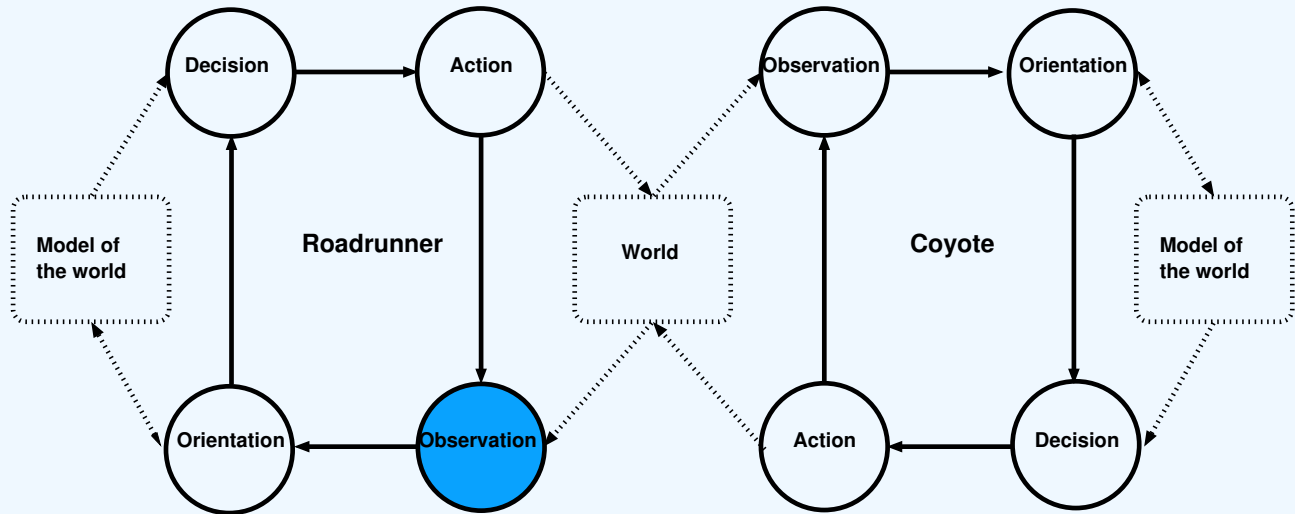 Decision
Action
Observation
Orientation
Model of
the world
Roadrunner
World
Coyote
Model of
the world
Orientation
Observation
Action
Decision